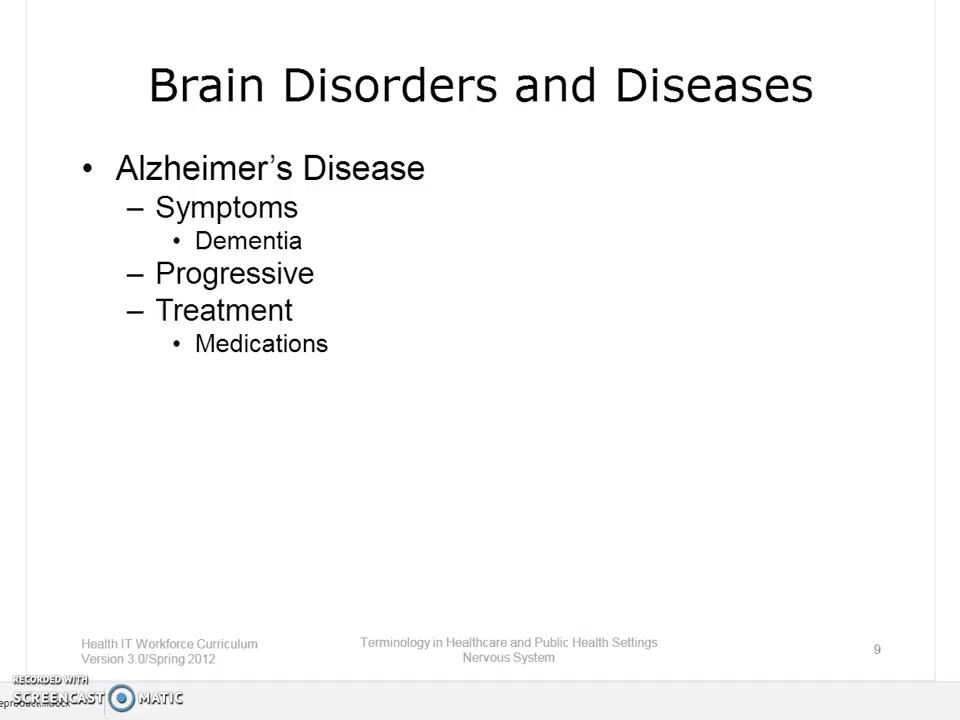 Brain Disorders and Diseases
• Alzheimer’s Disease
– Symptoms
• Dementia
– Progressive
– Treatment
• Medications
Health IT Workforce Curriculum
Version 3.0/Spring 2012
Terminology in Healthcare and Public Health Settings
Nervous System
9
RECORDED WITH
SCREENCAST MATIC